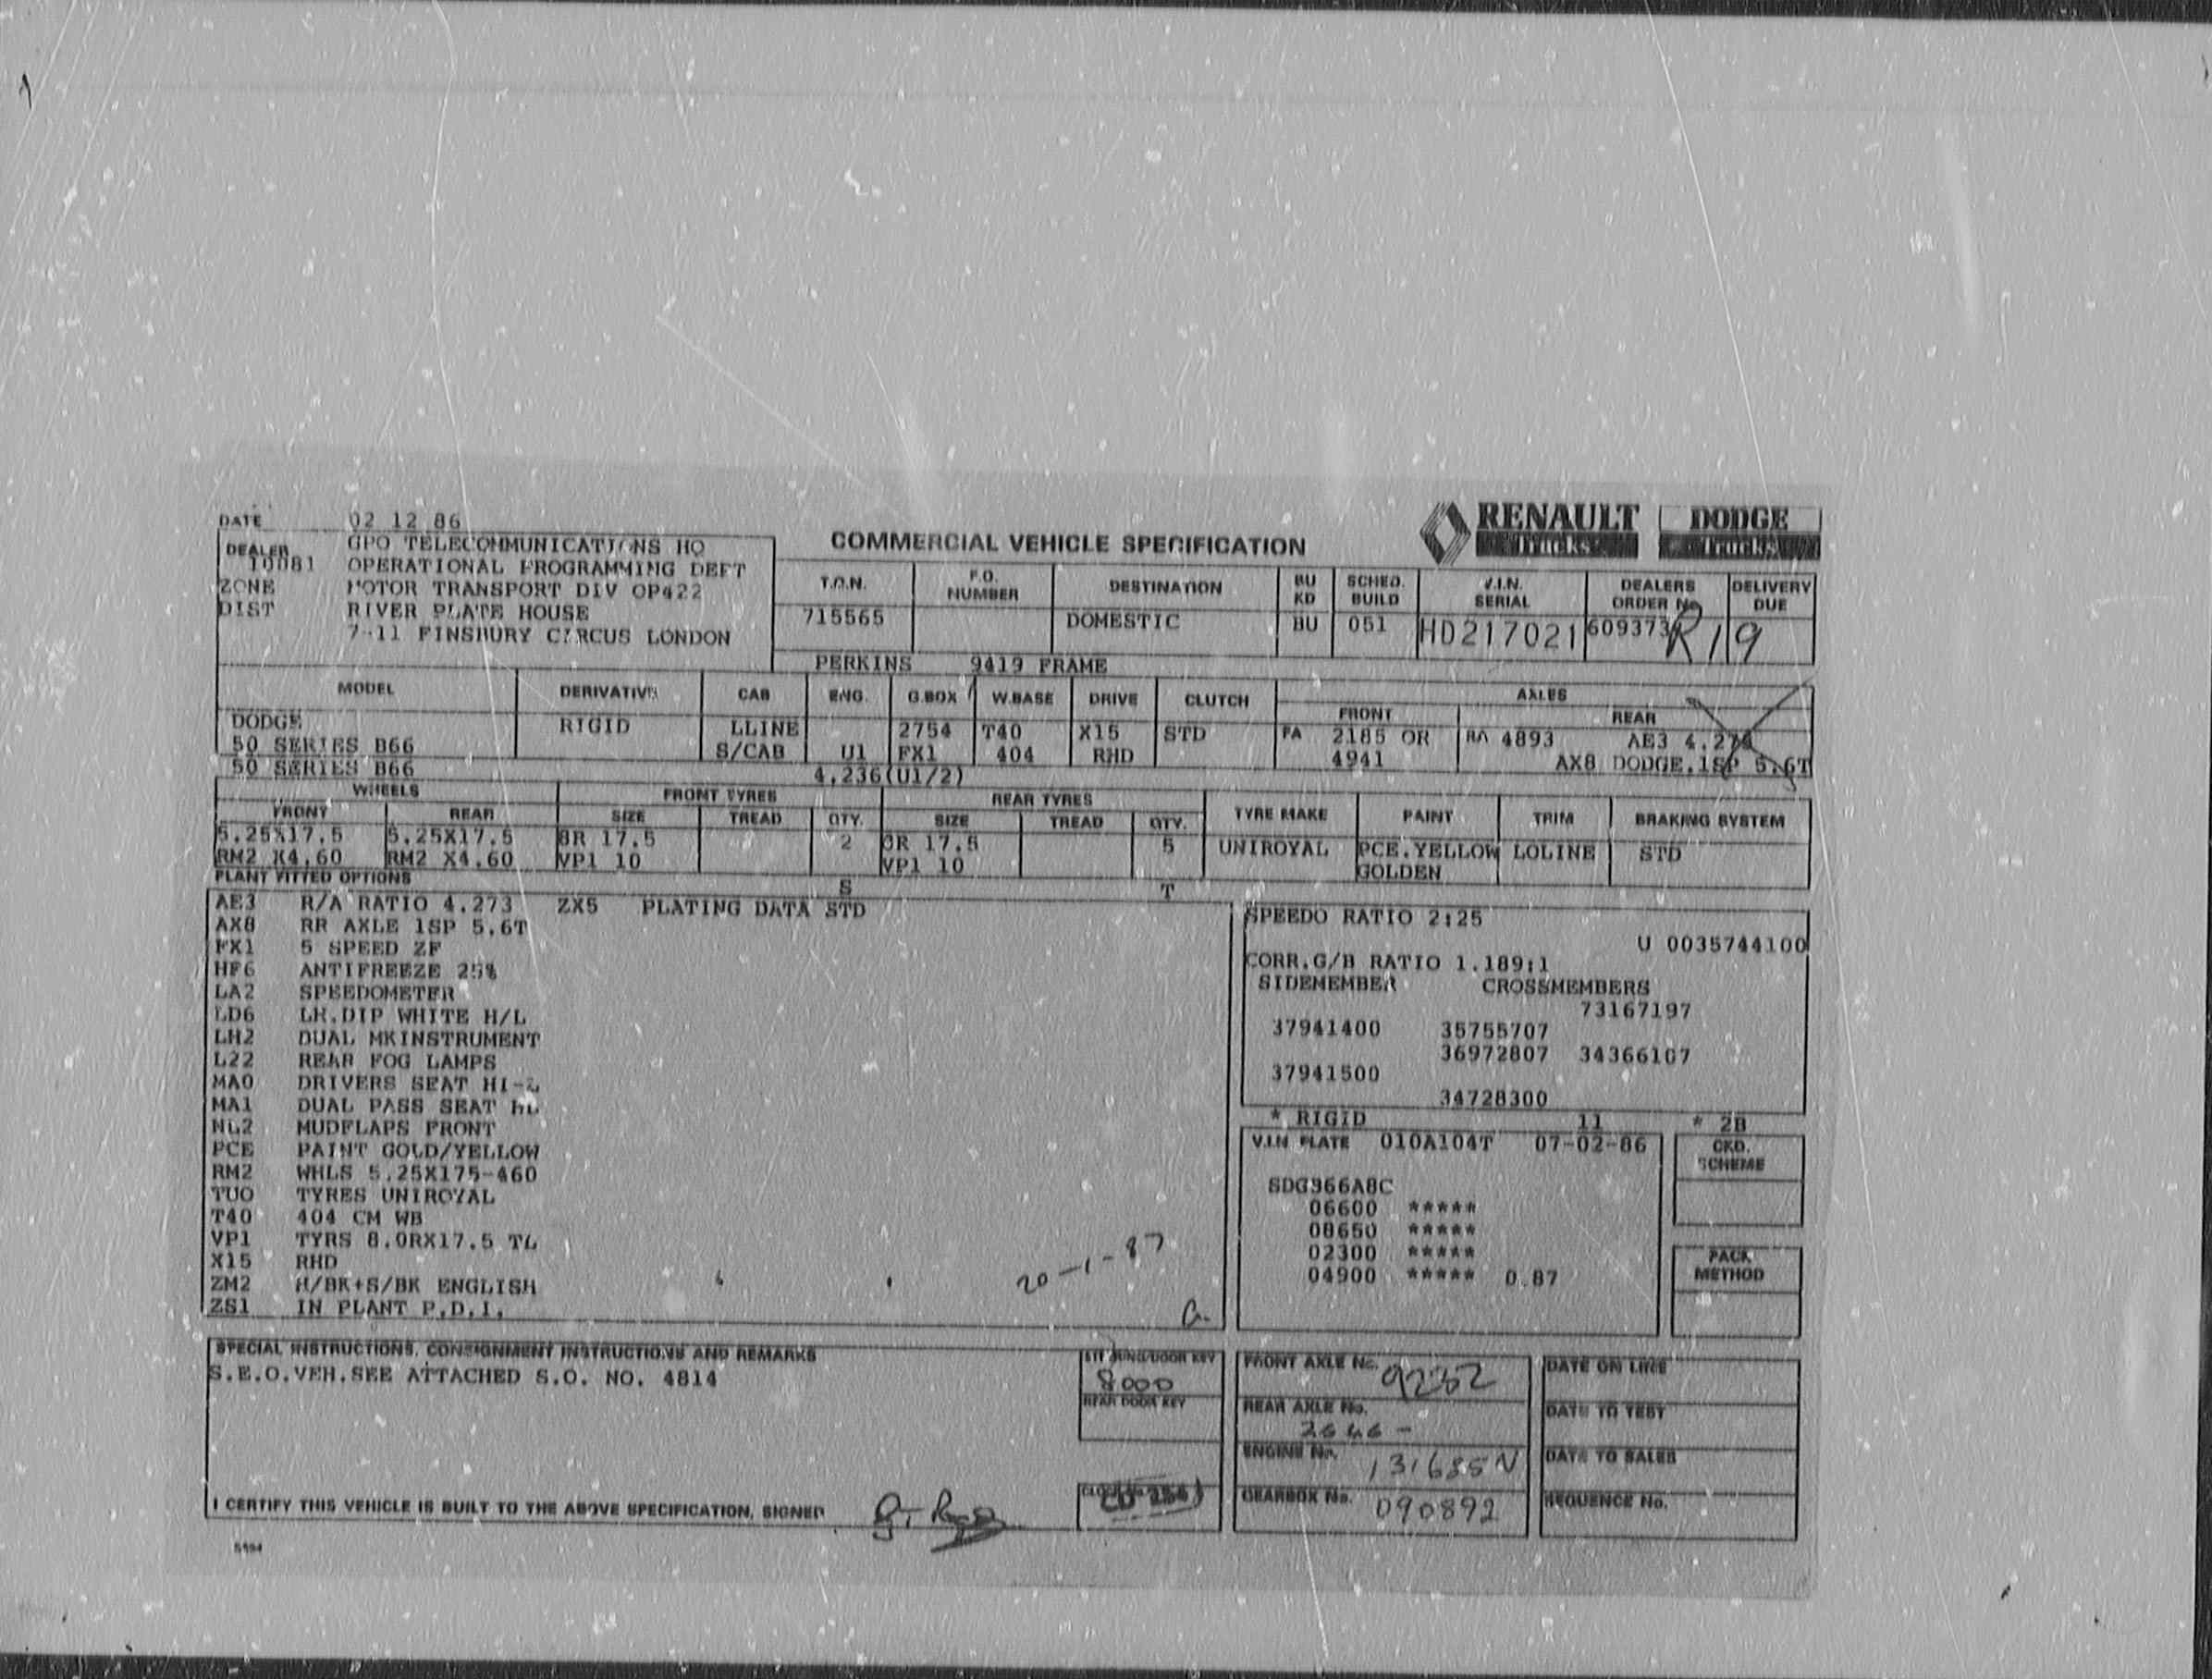 DATE 02 12 86
COMMERCIAL VEHICLE SPECIFICATION
RENAULT TRUCKS
DODGE TRUCKS
DEALER GPO TELECOMMUNICATIONS HQ
10081 OPERATIONAL PROGRAMMING DEPT
ZONE MOTOR TRANSPORT DIV OP422
DIST RIVER PLATE HOUSE
7-11 FINSBURY CIRCUS LONDON
T.O.N. F.O. NUMBER DESTINATION BU KD SCHED. BUILD V.I.N. SERIAL DEALERS ORDER No DELIVERY DUE
715565 DOMESTIC BU 051 HD217021 609373 R 19
PERKINS 9419 FRAME
MODEL DERIVATIVE CAB ENG. G.BOX W.BASE DRIVE CLUTCH AXLES
FRONT REAR
DODGE RIGID LLINE 2754 T40 X15 STD FA 2185 OR RA 4893 AE3 4.273
50 SERIES B66 S/CAB U1 FX1 404 RHD 4941 AX8 DODGE.1SP 5.6T
50 SERIES B66 4.236(U1/2)
WHEELS FRONT TYRES REAR TYRES TYRE MAKE PAINT TRIM BRAKING SYSTEM
FRONT REAR SIZE TREAD QTY. SIZE TREAD QTY.
5.25X17.5 5.25X17.5 8R 17.5 2 8R 17.5 5 UNIROYAL PCE.YELLOW LOLINE STD
RM2 X4.60 RM2 X4.60 VP1 10 VP1 10 GOLDEN
PLANT FITTED OPTIONS S T
AE3 R/A RATIO 4.273 ZX5 PLATING DATA STD
AX8 RR AXLE 1SP 5.6T
FX1 5 SPEED ZF
HF6 ANTIFREEZE 25%
LA2 SPEEDOMETER
LD6 LH.DIP WHITE H/L
LH2 DUAL MKINSTRUMENT
L22 REAR FOG LAMPS
MA0 DRIVERS SEAT HI-
MA1 DUAL PASS SEAT
NG2 MUDFLAPS FRONT
PCE PAINT GOLD/YELLOW
RM2 WHLS 5.25X175-460
TUO TYRES UNIROYAL
T40 404 CM WB
VP1 TYRS 8.0RX17.5 TL
X15 RHD
ZM2 H/BK+S/BK ENGLISH
ZS1 IN PLANT P.D.I.
20-1-87
SPEEDO RATIO 2:25
U 0035744100
CORR.G/B RATIO 1.189:1
SIDEMEMBER CROSSMEMBERS
73167197
37941400 35755707
36972807 34366107
37941500
34728300
* RIGID 11 * 2B
V.I.N PLATE 010A104T 07-02-86
CKD. SCHEME
SDG366A8C
06600 *****
08650 *****
02300 *****
04900 ***** 0.87
PACK METHOD
SPECIAL INSTRUCTIONS, CONSIGNMENT INSTRUCTIONS AND REMARKS
S.E.O.VEH.SEE ATTACHED S.O. NO. 4814
DOOR KEY
8000
REAR DOOR KEY
FRONT AXLE No. 9232
REAR AXLE No.
2646 -
ENGINE No. 131685N
GEARBOX No. 090892
DATE ON LINE
DATE TO TEST
DATE TO SALES
SEQUENCE No.
I CERTIFY THIS VEHICLE IS BUILT TO THE ABOVE SPECIFICATION, SIGNED